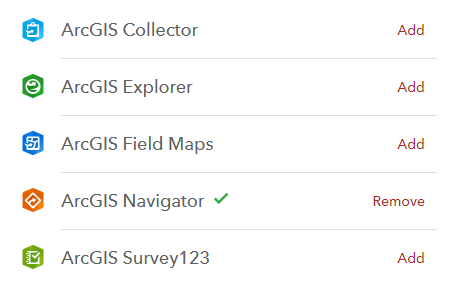 ArcGIS Collector Add
ArcGIS Explorer Add
ArcGIS Field Maps Add
ArcGIS Navigator Remove
ArcGIS Survey123 Add